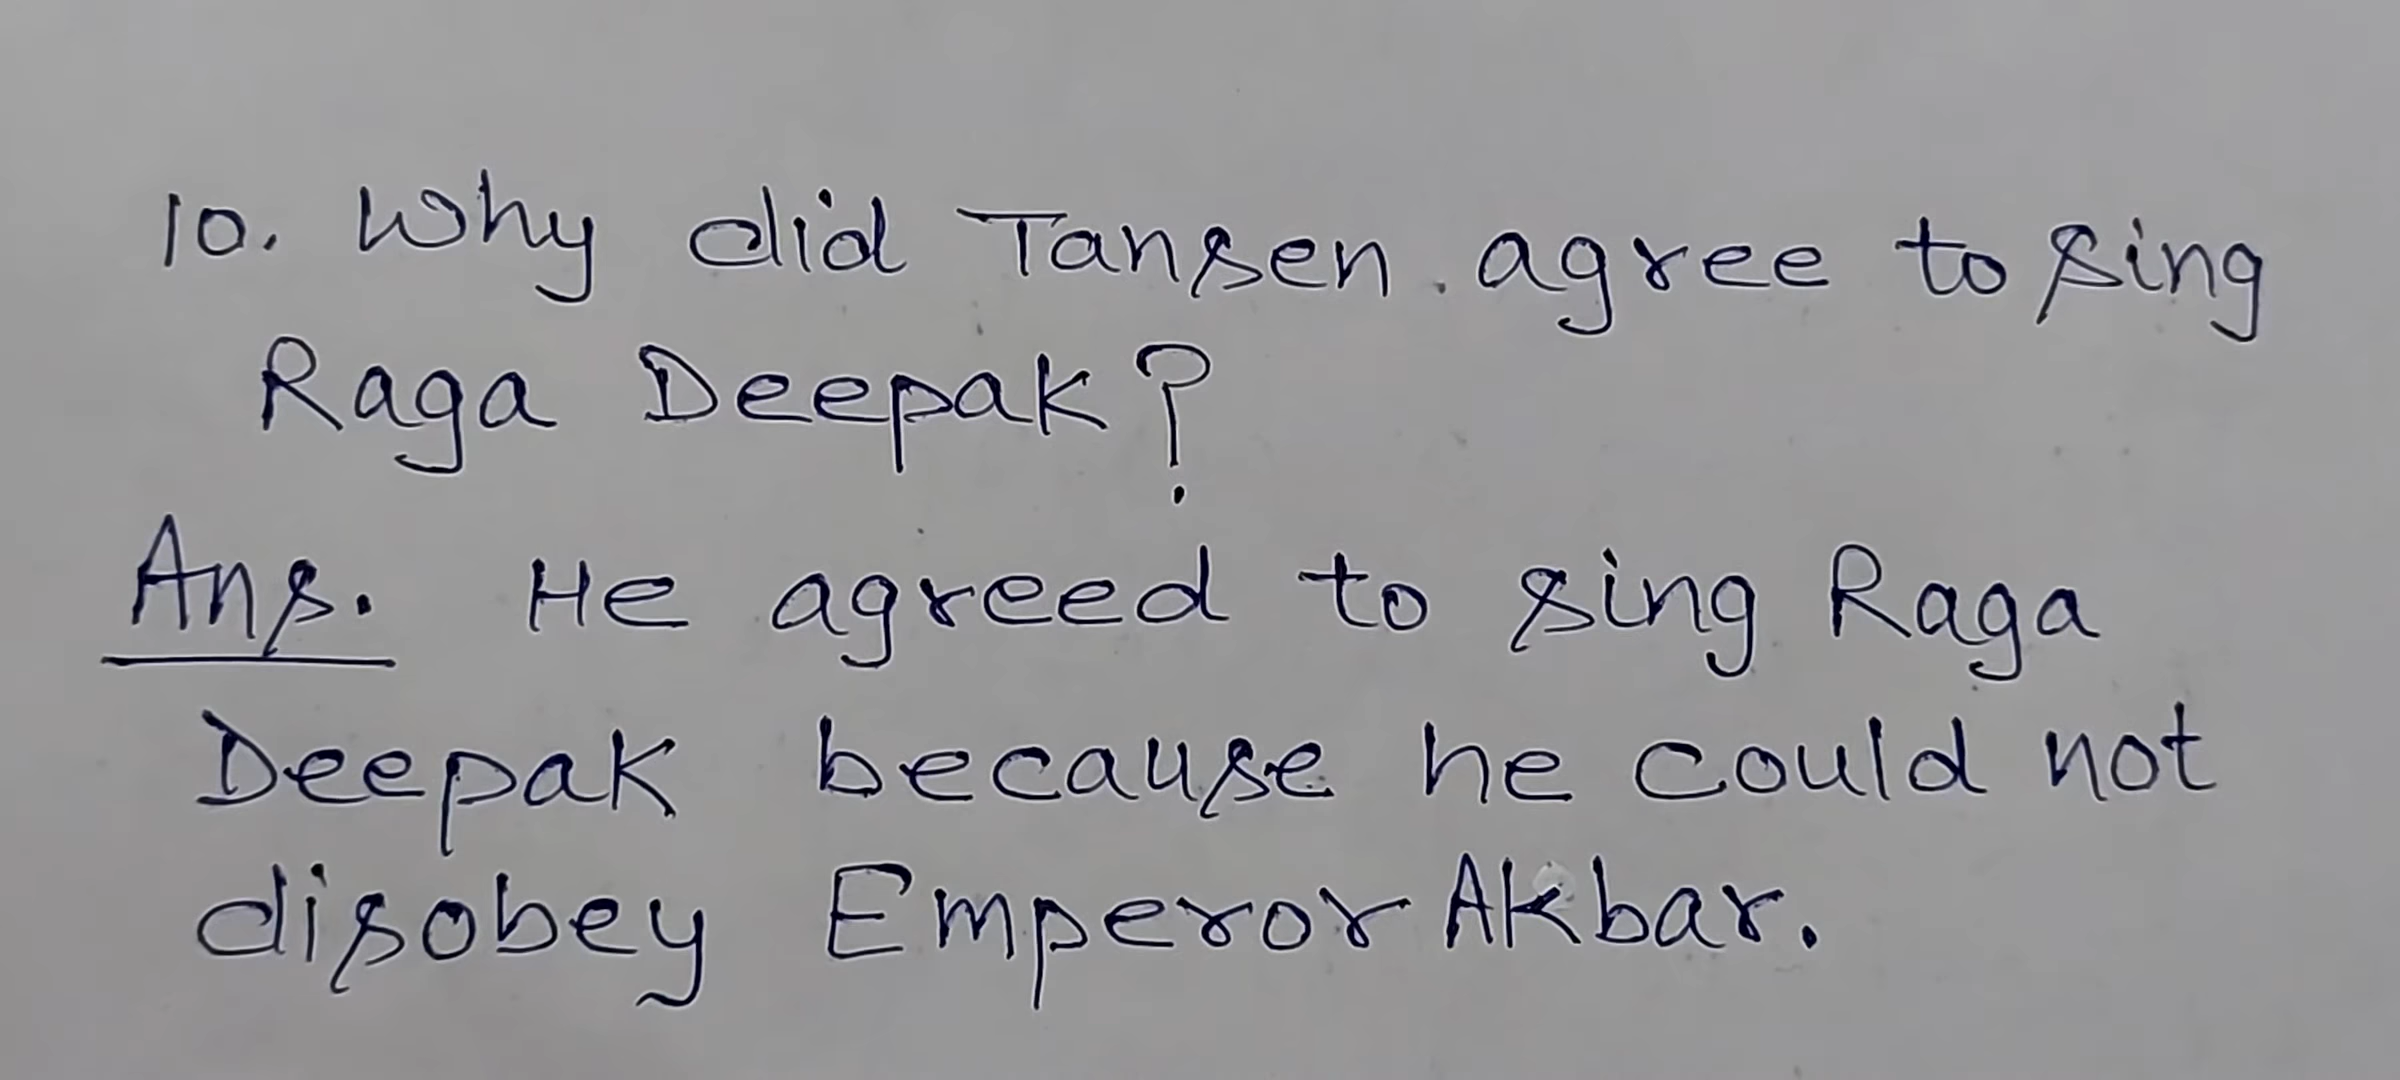 10. Why did Tansen agree to sing
Raga Deepak?
Ans. He agreed to sing Raga
Deepak because he could not
disobey Emperor Akbar.